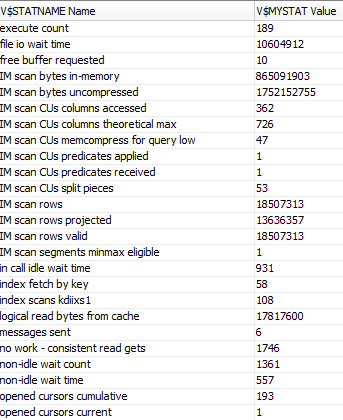 V$STATNAME Name V$MYSTAT Value
execute count 189
file io wait time 10604912
free buffer requested 10
IM scan bytes in-memory 865091903
IM scan bytes uncompressed 1752152755
IM scan CUs columns accessed 362
IM scan CUs columns theoretical max 726
IM scan CUs memcompress for query low 47
IM scan CUs predicates applied 1
IM scan CUs predicates received 1
IM scan CUs split pieces 53
IM scan rows 18507313
IM scan rows projected 13636357
IM scan rows valid 18507313
IM scan segments minmax eligible 1
in call idle wait time 931
index fetch by key 58
index scans kdiixs1 108
logical read bytes from cache 17817600
messages sent 6
no work - consistent read gets 1746
non-idle wait count 1361
non-idle wait time 557
opened cursors cumulative 193
opened cursors current 1